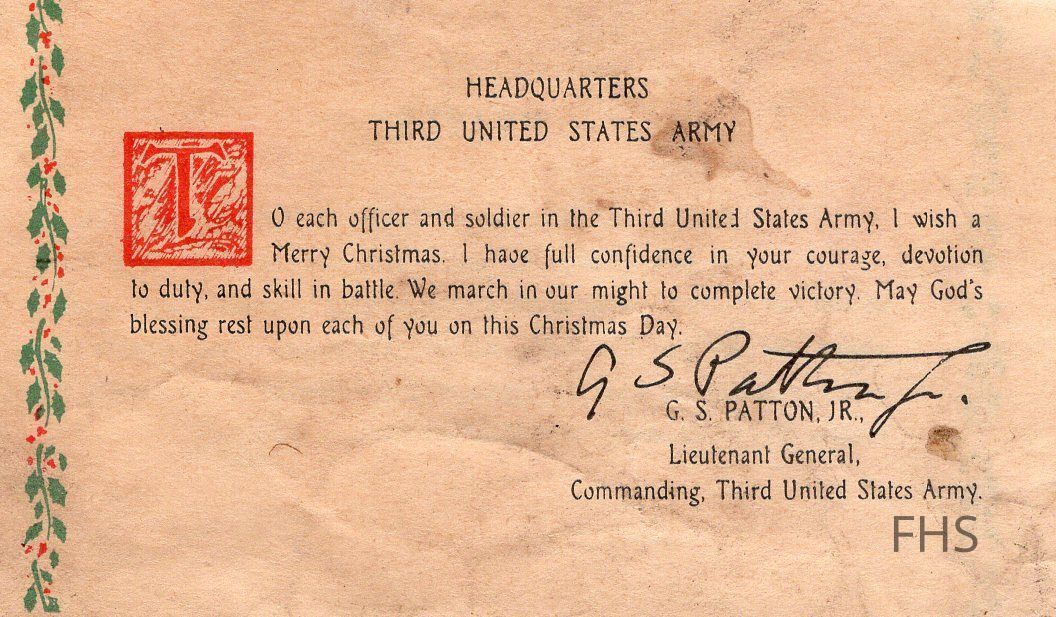 HEADQUARTERS
THIRD UNITED STATES ARMY
TO each officer and soldier in the Third United States Army, I wish a
Merry Christmas. I have full confidence in your courage, devotion
to duty, and skill in battle. We march in our might to complete victory. May God's
blessing rest upon each of you on this Christmas Day.
G S Patton Jr.
G. S. PATTON, JR.,
Lieutenant General,
Commanding, Third United States Army.
FHS